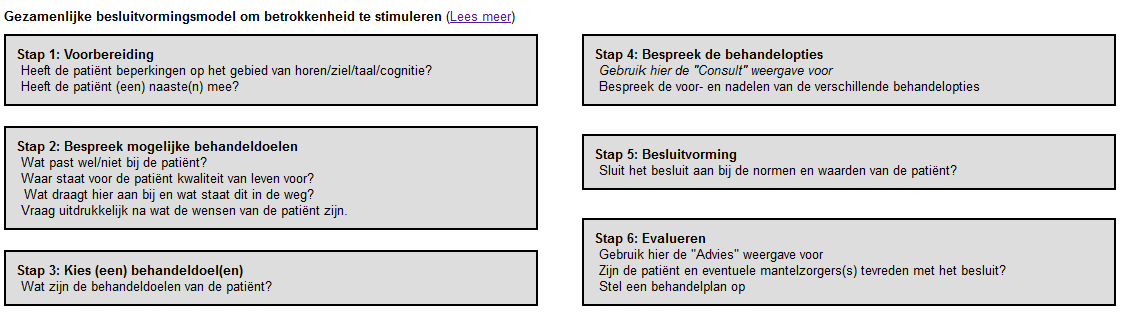 Gezamenlijke besluitvormingsmodel om betrokkenheid te stimuleren (Lees meer)
Stap 1: Voorbereiding
Heeft de patiënt beperkingen op het gebied van horen/ziel/taal/cognitie?
Heeft de patiënt (een) naaste(n) mee?
Stap 2: Bespreek mogelijke behandeldoelen
Wat past wel/niet bij de patiënt?
Waar staat voor de patiënt kwaliteit van leven voor?
Wat draagt hier aan bij en wat staat dit in de weg?
Vraag uitdrukkelijk na wat de wensen van de patiënt zijn.
Stap 3: Kies (een) behandeldoel(en)
Wat zijn de behandeldoelen van de patiënt?
Stap 4: Bespreek de behandelopties
Gebruik hier de "Consult" weergave voor
Bespreek de voor- en nadelen van de verschillende behandelopties
Stap 5: Besluitvorming
Sluit het besluit aan bij de normen en waarden van de patiënt?
Stap 6: Evalueren
Gebruik hier de "Advies" weergave voor
Zijn de patiënt en eventuele mantelzorgers(s) tevreden met het besluit?
Stel een behandelplan op